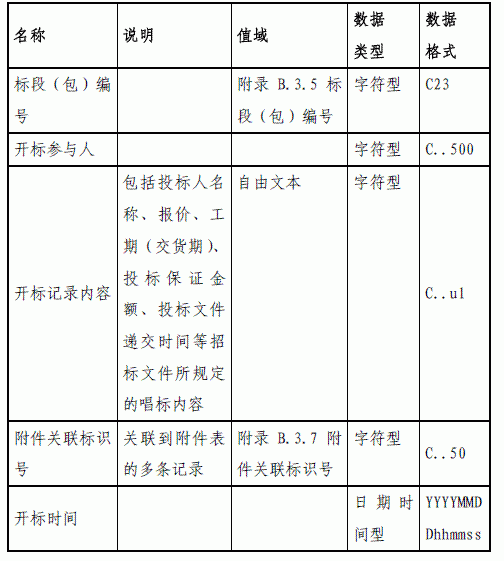 名称
说明
值域
数据
类型
数据
格式
标段（包）编
号
附录 B.3.5 标
段（包）编号
字符型
C23
开标参与人
字符型
C..500
开标记录内容
包括投标人名
称、报价、工
期（交货期）、
投标保证金
额、投标文件
递交时间等招
标文件所规定
的唱标内容
自由文本
字符型
C..ul
附件关联标识
号
关联到附件表
的多条记录
附录 B.3.7 附
件关联标识号
字符型
C..50
开标时间
日期时
间型
YYYYMMD
Dhhmmss